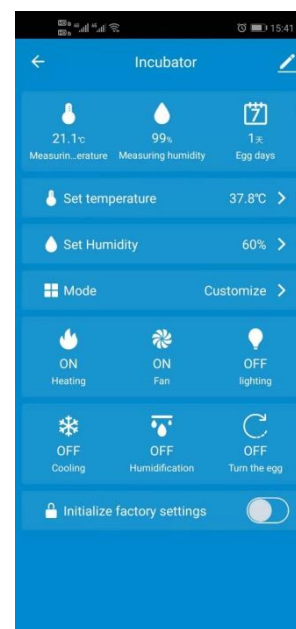 15:41
Incubator
7
21.1℃ 99% 1天
Measurin...erature Measuring humidity Egg days
Set temperature 37.8℃
Set Humidity 60%
Mode Customize
ON ON OFF
Heating Fan lighting
OFF OFF OFF
Cooling Humidification Turn the egg
Initialize factory settings